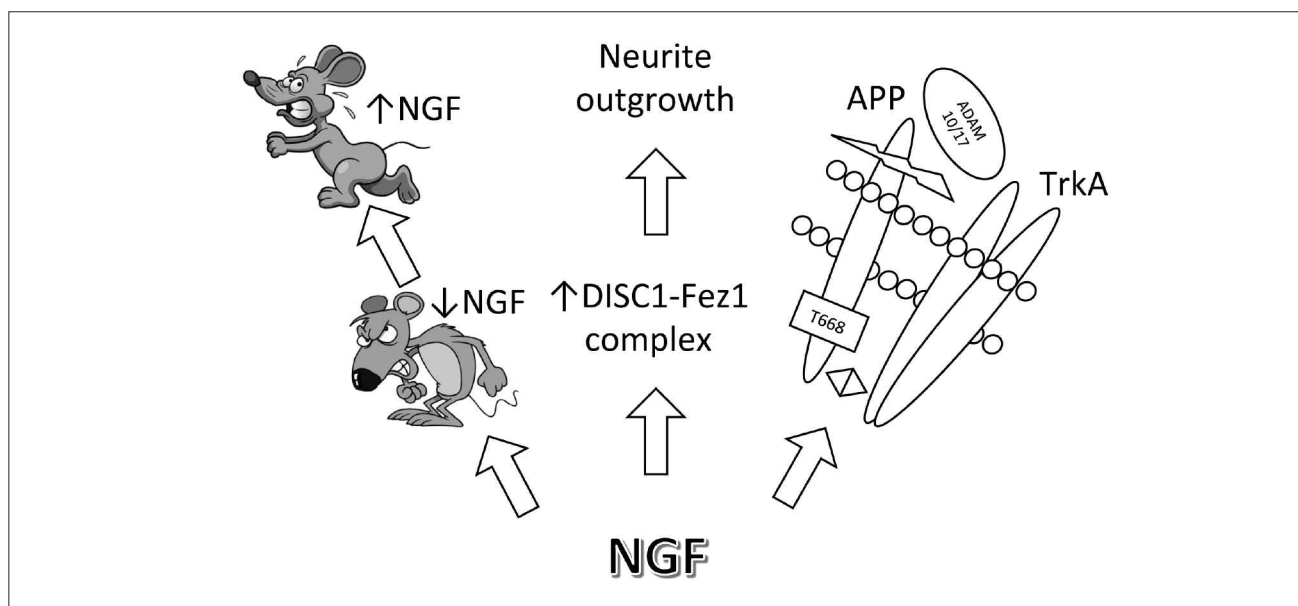 ↑NGF
Neurite
outgrowth
APP
ADAM
10/17
TrkA
↓NGF
↑DISC1-Fez1
complex
T668
NGF